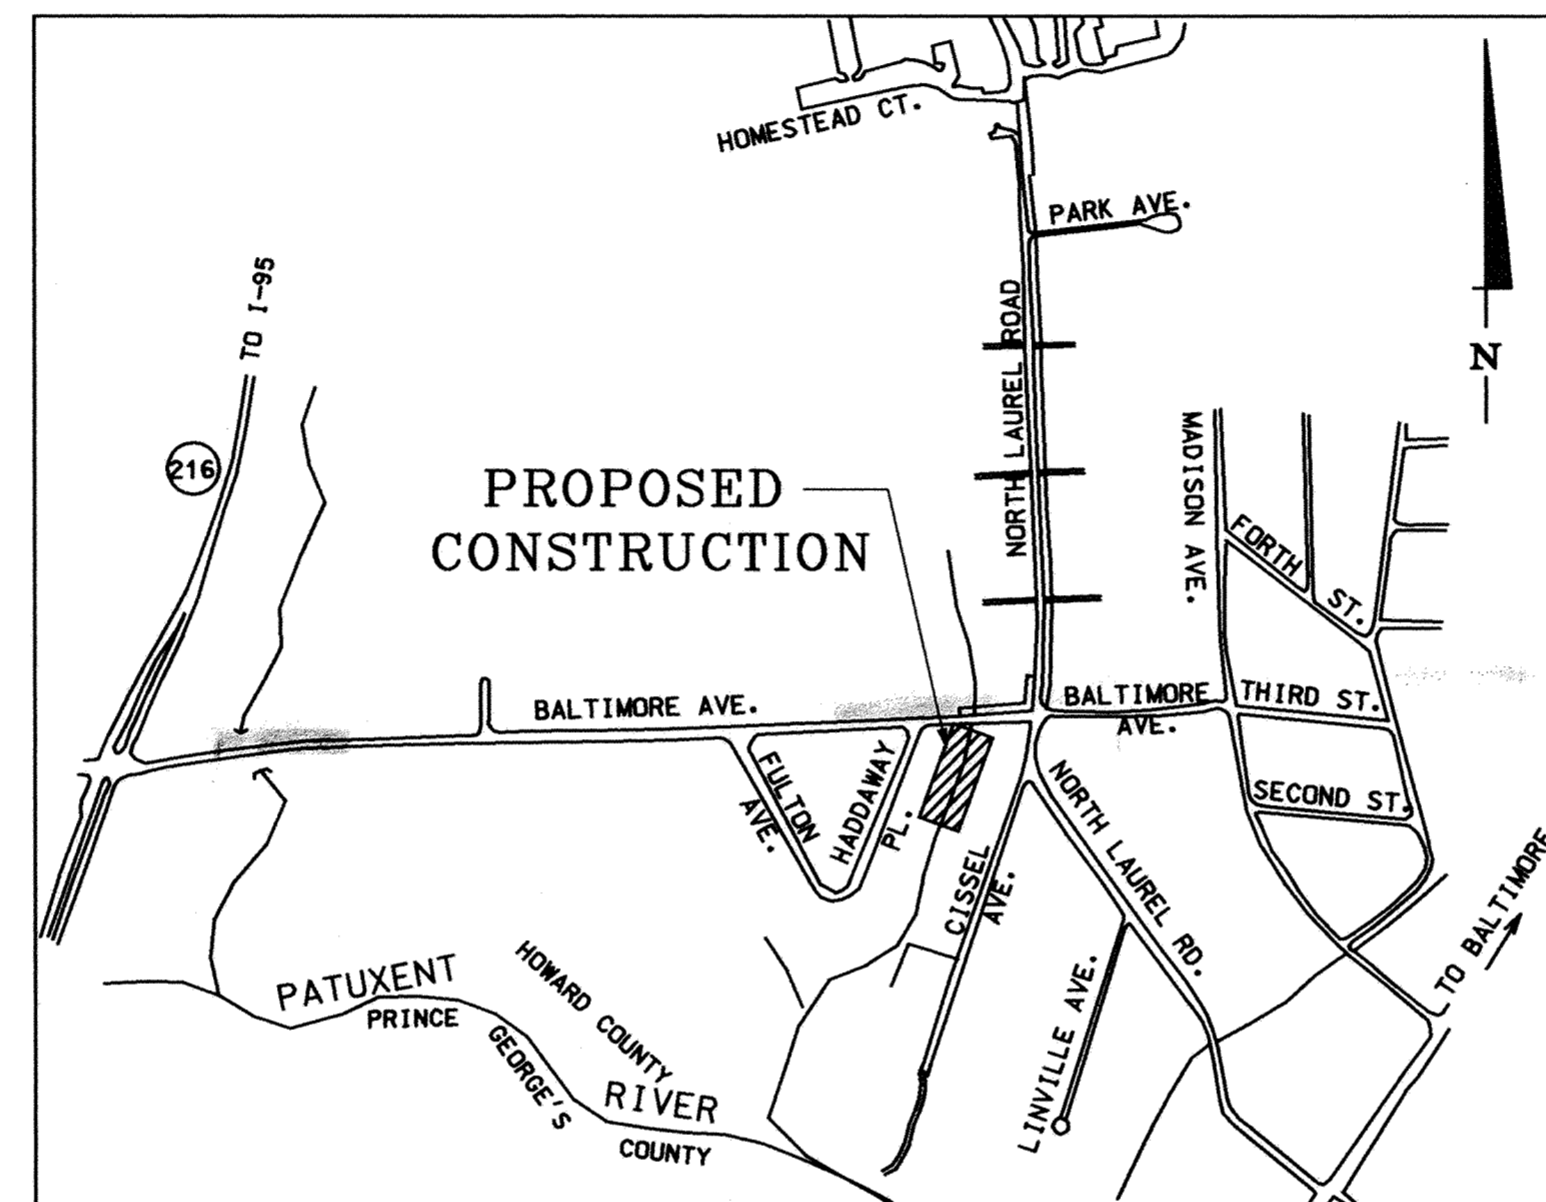 HOMESTEAD CT.
PARK AVE.
TO I-95
NORTH LAUREL ROAD
N
216
MADISON AVE.
PROPOSED
CONSTRUCTION
FORTH ST.
BALTIMORE AVE.
BALTIMORE
AVE.
THIRD ST.
FULTON
AVE.
HADDAWAY
PL.
SECOND ST.
NORTH LAUREL RD.
CISSEL
AVE.
TO BALTIMORE
PATUXENT
RIVER
HOWARD COUNTY
PRINCE
GEORGE'S
COUNTY
LINVILLE AVE.